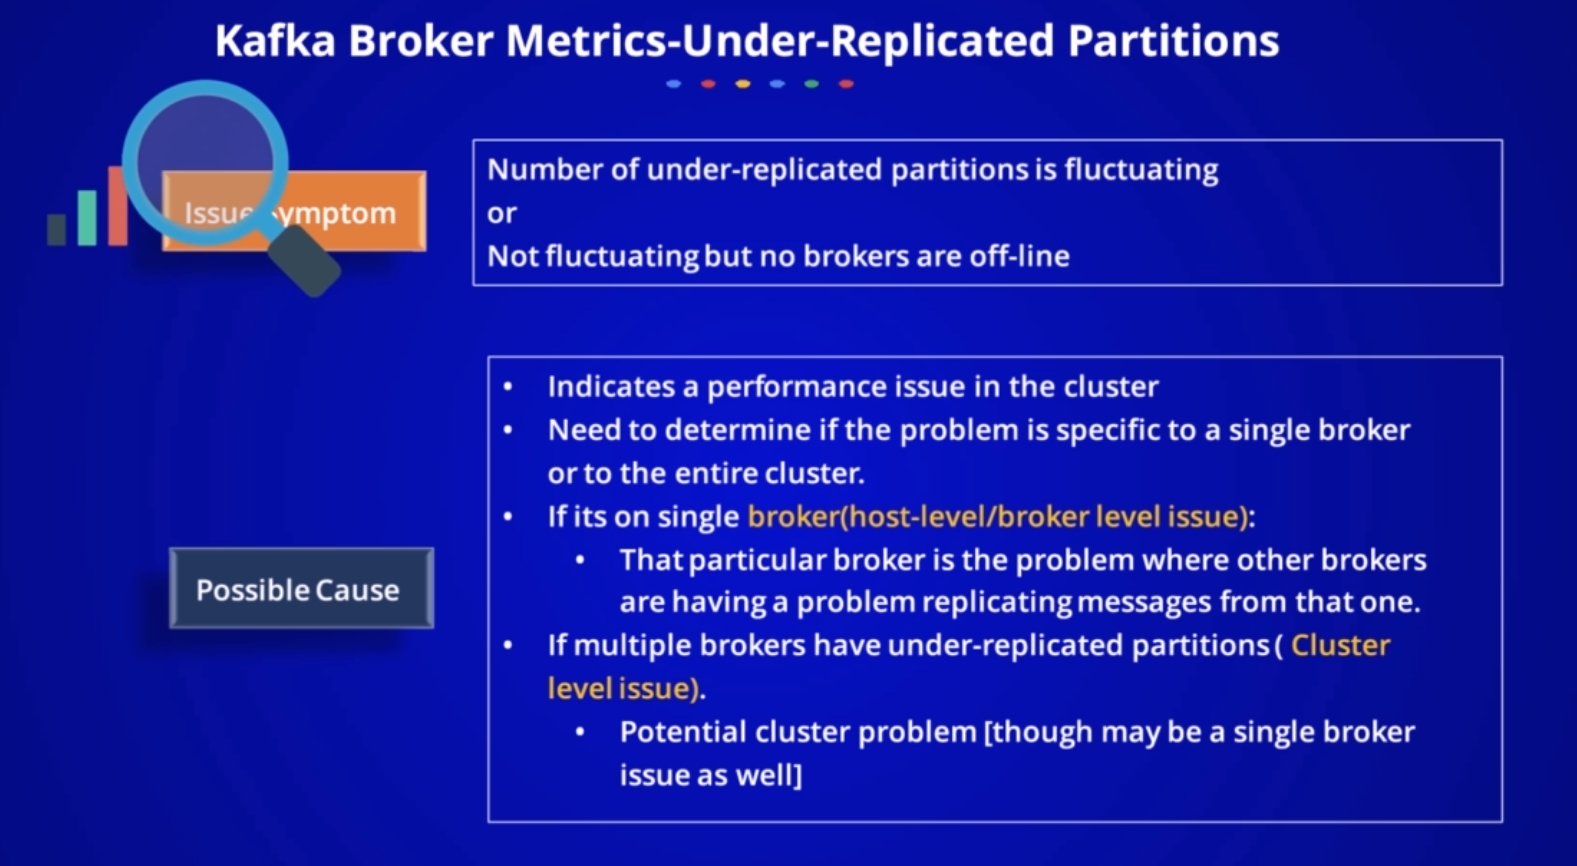 Kafka Broker Metrics-Under-Replicated Partitions
Issue Symptom
Number of under-replicated partitions is fluctuating
or
Not fluctuating but no brokers are off-line
Possible Cause
• Indicates a performance issue in the cluster
• Need to determine if the problem is specific to a single broker
or to the entire cluster.
• If its on single broker(host-level/broker level issue):
• That particular broker is the problem where other brokers
are having a problem replicating messages from that one.
• If multiple brokers have under-replicated partitions ( Cluster
level issue).
• Potential cluster problem [though may be a single broker
issue as well]